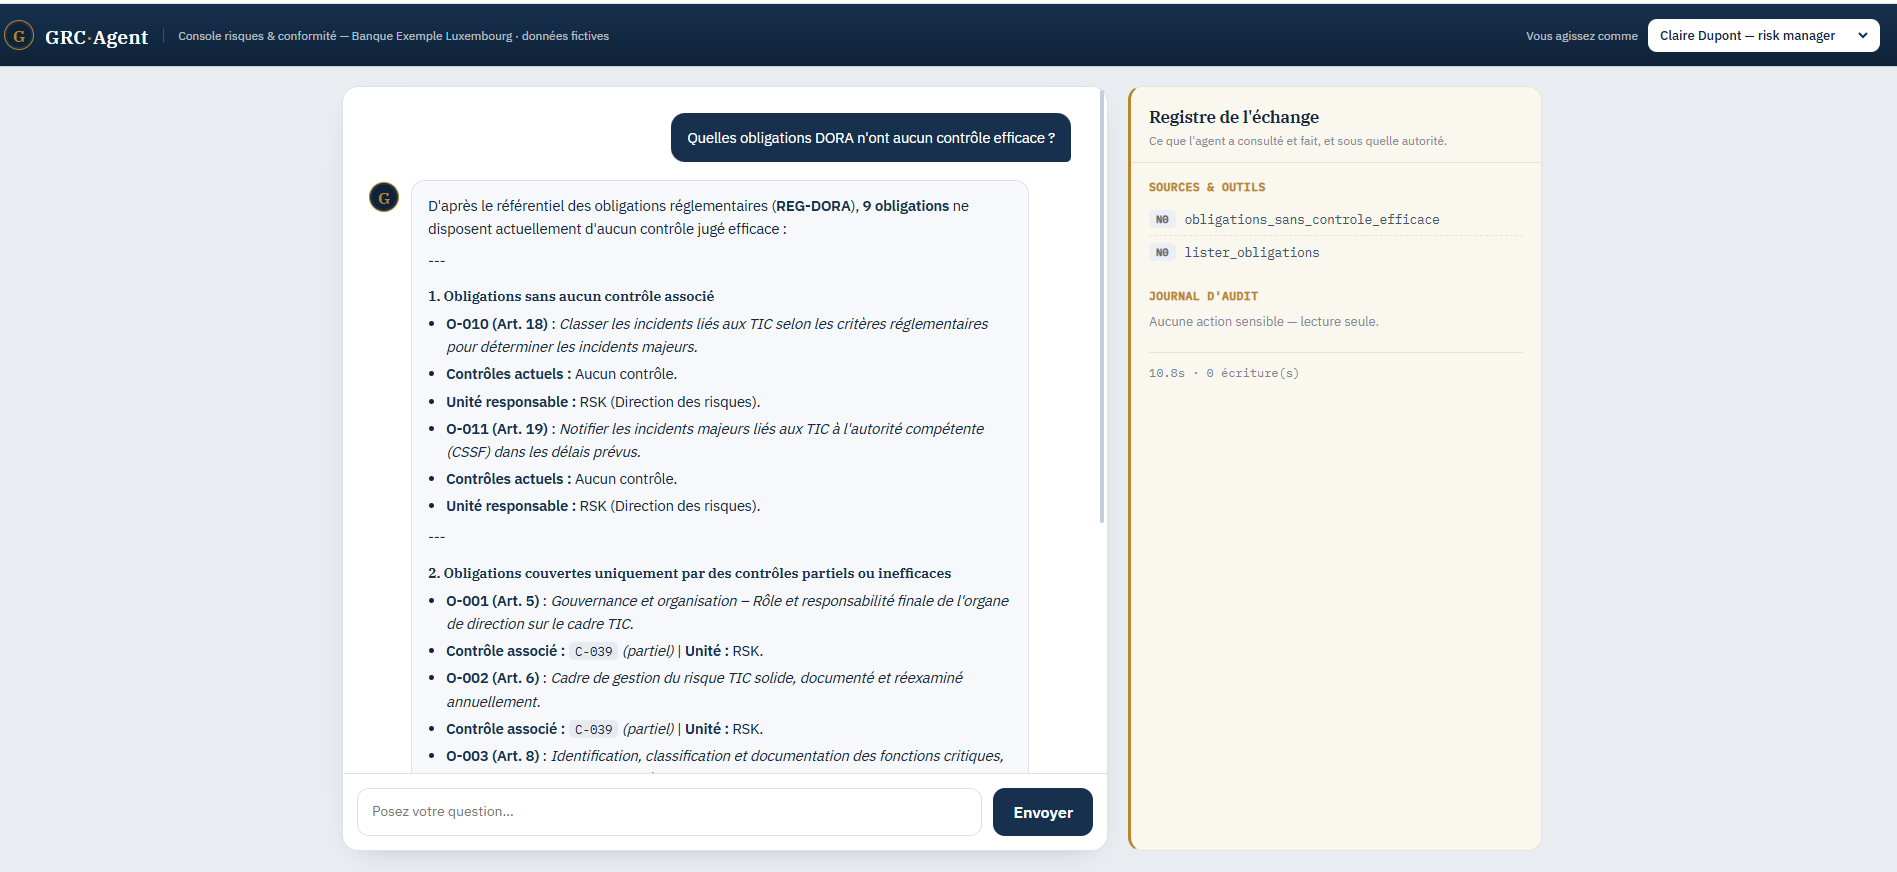 G GRC·Agent Console risques & conformité — Banque Exemple Luxembourg · données fictives
Vous agissez comme Claire Dupont — risk manager
Quelles obligations DORA n'ont aucun contrôle efficace ?
G
D'après le référentiel des obligations réglementaires (REG-DORA), 9 obligations ne
disposent actuellement d'aucun contrôle jugé efficace :
---
1. Obligations sans aucun contrôle associé
• O-010 (Art. 18) : Classer les incidents liés aux TIC selon les critères réglementaires
pour déterminer les incidents majeurs.
• Contrôles actuels : Aucun contrôle.
• Unité responsable : RSK (Direction des risques).
• O-011 (Art. 19) : Notifier les incidents majeurs liés aux TIC à l'autorité compétente
(CSSF) dans les délais prévus.
• Contrôles actuels : Aucun contrôle.
• Unité responsable : RSK (Direction des risques).
---
2. Obligations couvertes uniquement par des contrôles partiels ou inefficaces
• O-001 (Art. 5) : Gouvernance et organisation – Rôle et responsabilité finale de l'organe
de direction sur le cadre TIC.
• Contrôle associé : C-039 (partiel) | Unité : RSK.
• O-002 (Art. 6) : Cadre de gestion du risque TIC solide, documenté et réexaminé
annuellement.
• Contrôle associé : C-039 (partiel) | Unité : RSK.
• O-003 (Art. 8) : Identification, classification et documentation des fonctions critiques,
Posez votre question...
Envoyer
Registre de l'échange
Ce que l'agent a consulté et fait, et sous quelle autorité.
SOURCES & OUTILS
N0 obligations_sans_controle_efficace
N0 lister_obligations
JOURNAL D'AUDIT
Aucune action sensible — lecture seule.
10.8s · 0 écriture(s)